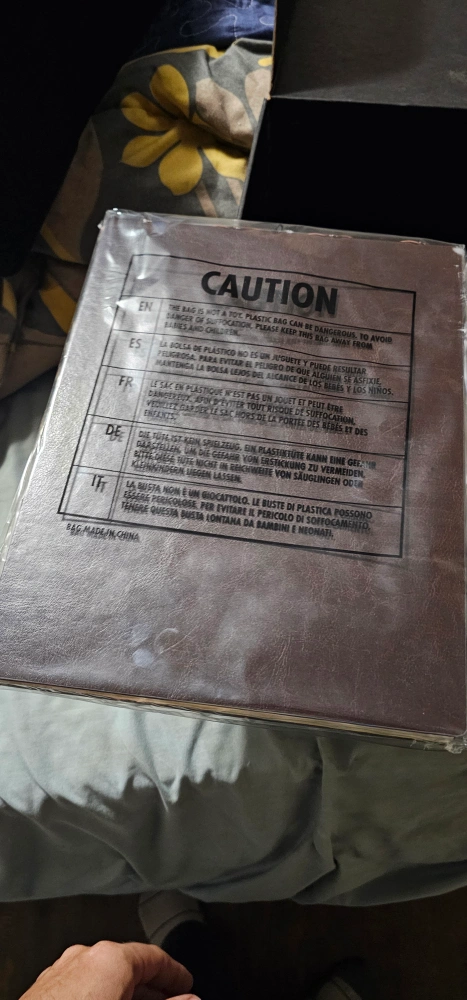 CAUTION
EN
THE BAG IS NOT A TOY. PLASTIC BAG CAN BE DANGEROUS. TO AVOID
DANGER OF SUFFOCATION. PLEASE KEEP THIS BAG AWAY FROM
BABIES AND CHILDREN.
ES
LA BOLSA DE PLASTICO NO ES UN JUGUETE Y PUEDE RESULTAR
PELIGROSA. PARA EVITAR EL PELIGRO DE QUE ALGUIEN SE ASFIXIE,
MANTENGA LA BOLSA LEJOS DEL ALCANCE DE LOS BEBÉS Y LOS NIÑOS.
FR
LE SAC EN PLASTIQUE N'EST PAS UN JOUET ET PEUT ÊTRE
DANGEREUX. AFIN D'ÉVITER TOUT RISQUE DE SUFFOCATION,
VEUILLEZ GARDER LE SAC HORS DE LA PORTÉE DES BÉBÉS ET DES
ENFANTS.
DE
DIE TÜTE IST KEIN SPIELZEUG. EIN PLASTIKTÜTE KANN EINE
DARSTELLEN. UM DIE GEFAHR VON ERSTICKUNG ZU VERMEIDEN,
BITTE DIESE TÜTE NICHT IN REICHWEITE VON SÄUGLINGEN ODER
KLEINKINDERN LIEGEN LASSEN.
IT
LA BUSTA NON È UN GIOCATTOLO. LE BUSTE DI PLASTICA POSSONO
ESSERE PERICOLOSE. PER EVITARE IL PERICOLO DI SOFFOCAMENTO,
TENERE QUESTA BUSTA LONTANA DA BAMBINI E NEONATI.
BAG MADE IN CHINA